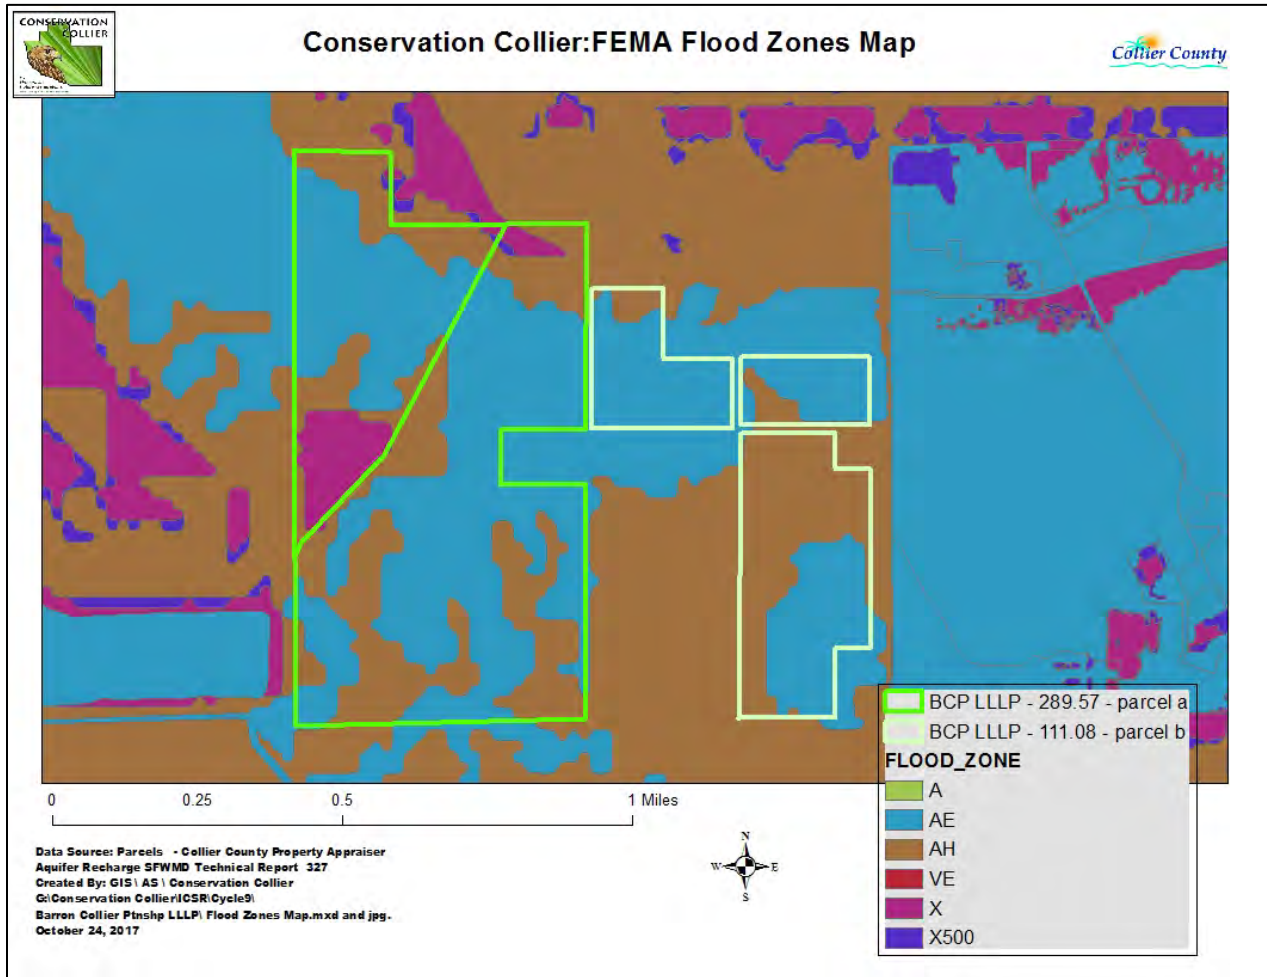 CONSERVATION
COLLIER
Conservation Collier:FEMA Flood Zones Map
Collier County
BCP LLLP - 289.57 - parcel a
BCP LLLP - 111.08 - parcel b
FLOOD_ZONE
A
AE
AH
VE
X
X500
0 0.25 0.5 1 Miles
Data Source: Parcels - Collier County Property Appraiser
Aquifer Recharge SFWMD Technical Report 327
Created By: GIS \ AS \ Conservation Collier
G:\Conservation Collier\ICSR\Cycle9\
Barron Collier Ptnshp LLLP\ Flood Zones Map.mxd and jpg.
October 24, 2017
N
W E
S